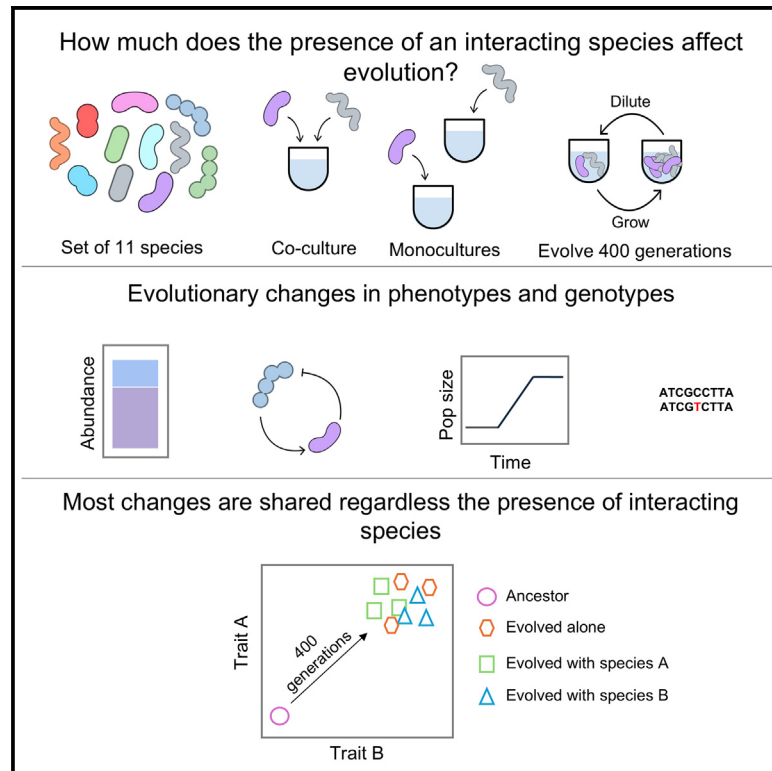 How much does the presence of an interacting species affect
evolution?
Dilute
Grow
Set of 11 species
Co-culture
Monocultures
Evolve 400 generations
Evolutionary changes in phenotypes and genotypes
Abundance
Pop size
Time
ATCGCCTTA
ATCGTCTTA
Most changes are shared regardless the presence of interacting
species
Trait A
400
generations
Trait B
Ancestor
Evolved alone
Evolved with species A
Evolved with species B